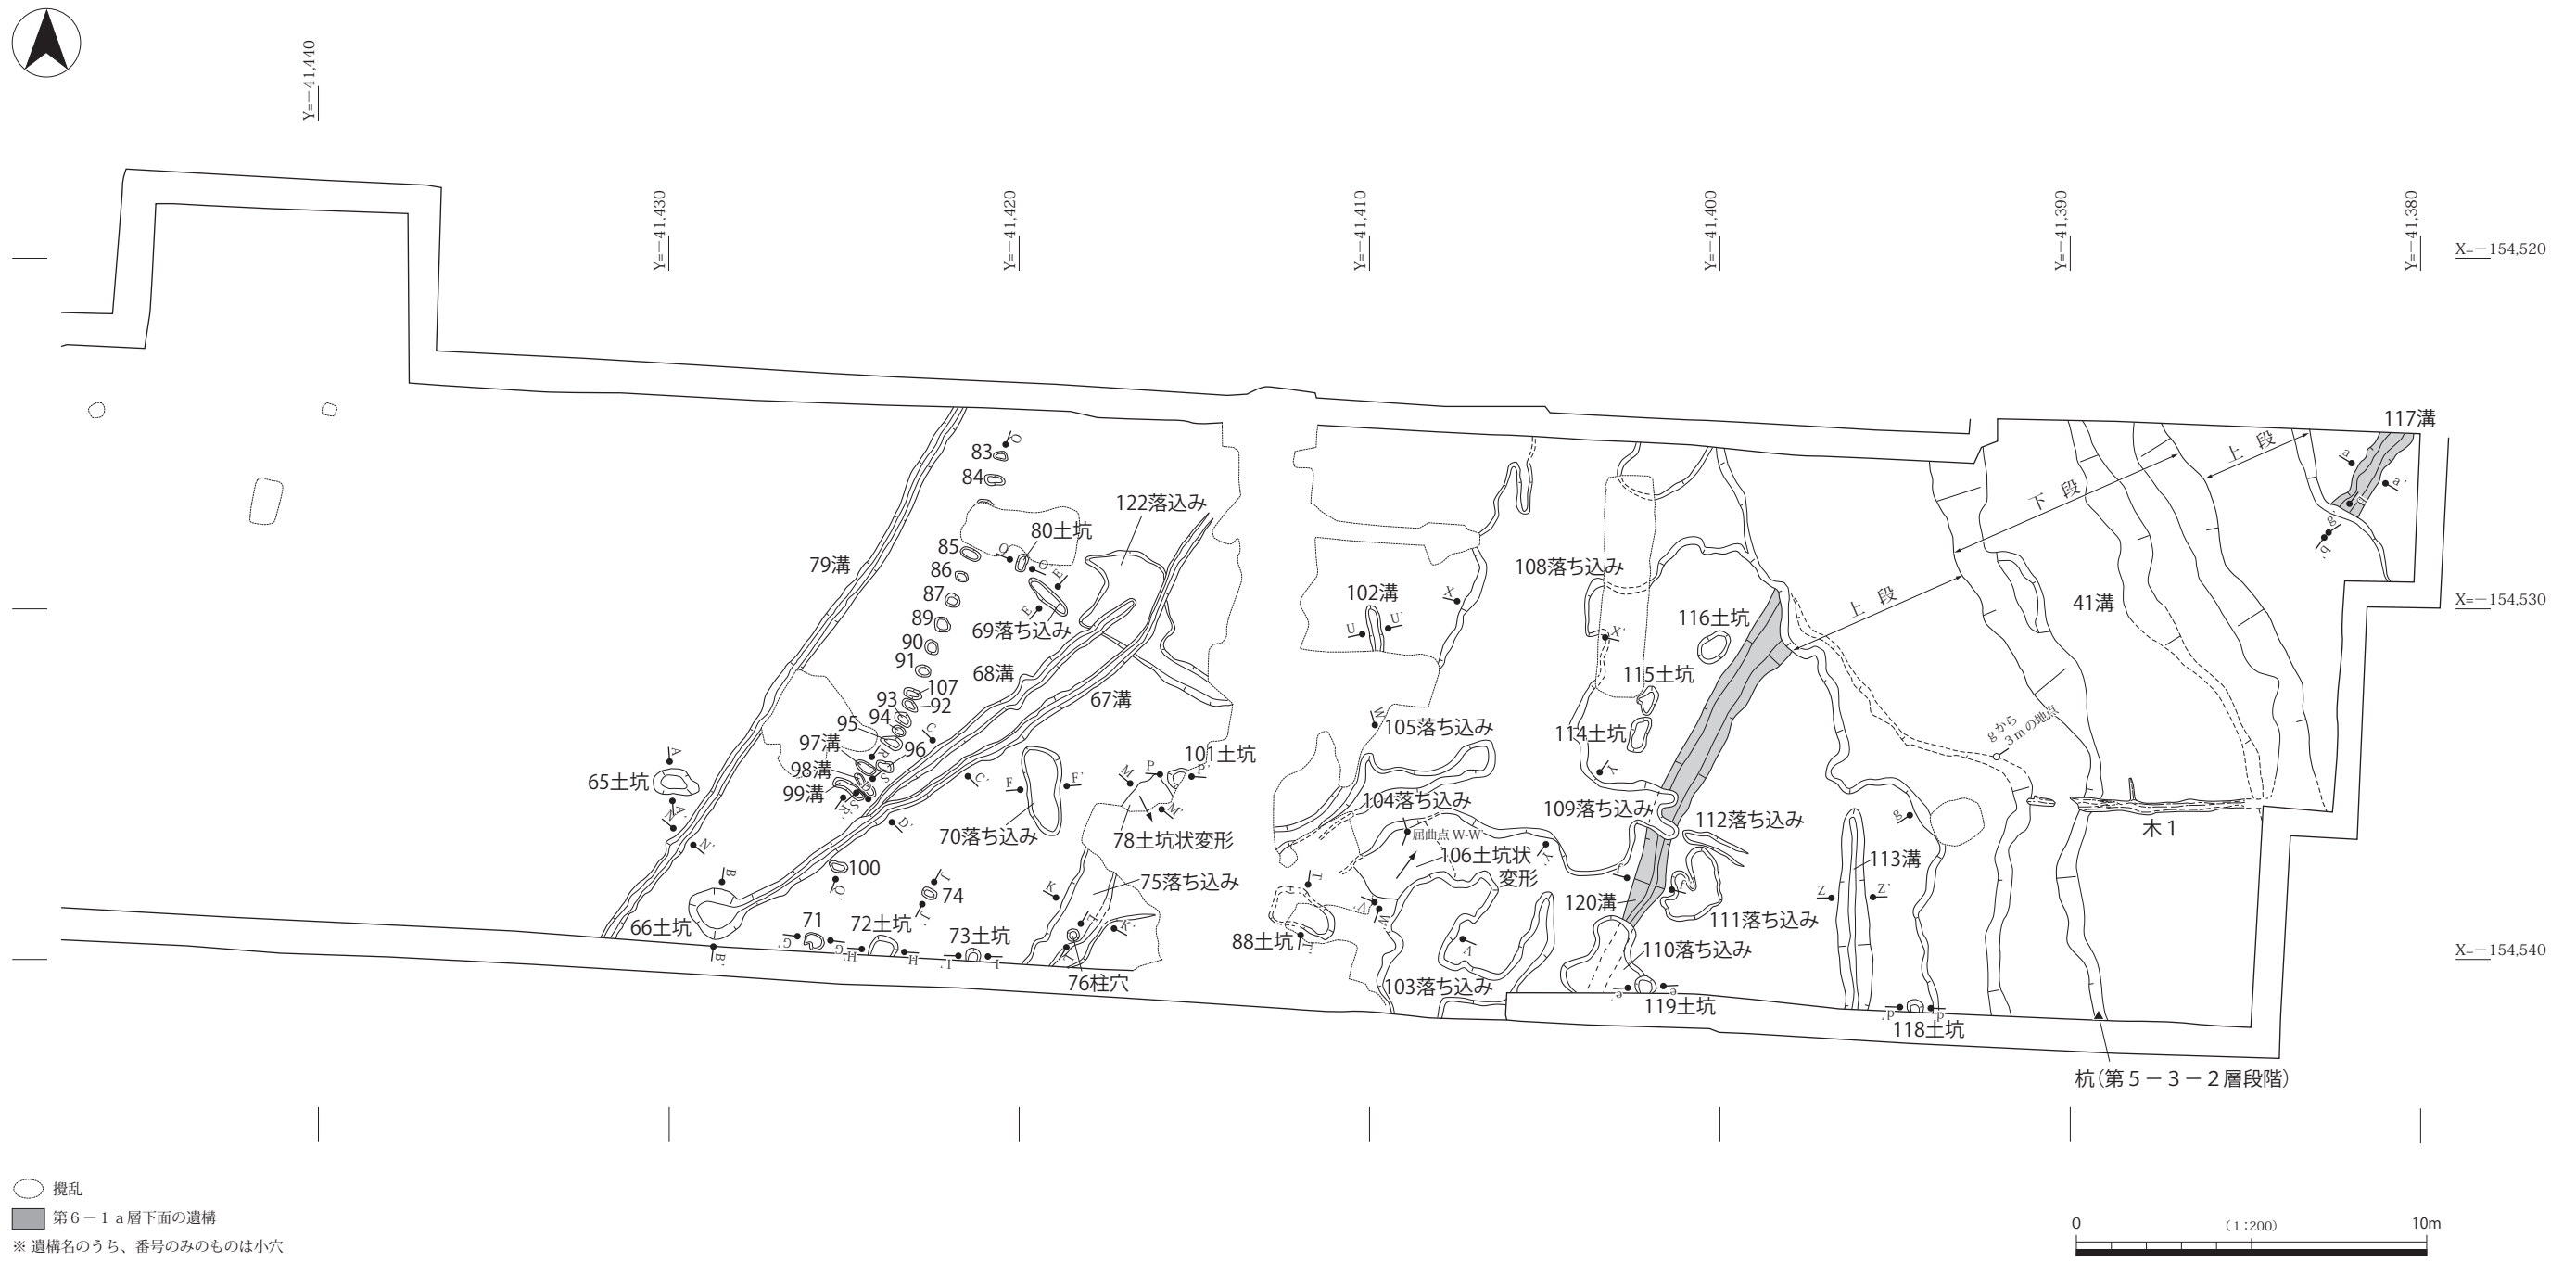 Y=－41,440
Y=－41,430
Y=－41,420
Y=－41,410
Y=－41,400
Y=－41,390
Y=－41,380
X=－154,520
X=－154,530
X=－154,540
117溝
a
a'
g'
b'
上 段
下 段
上 段
41溝
gから
3ｍの地点
g
木１
杭(第５－３－２層段階)
118土坑
d'
d
113溝
Z
Z'
116土坑
115土坑
114土坑
108落ち込み
X
X'
Y
Y'
109落ち込み
112落ち込み
111落ち込み
f'
f
120溝
110落ち込み
119土坑
e'
e
102溝
U
U'
W
105落ち込み
104落ち込み
屈曲点 W-W'
106土坑状
変形
V'
W'
V
103落ち込み
88土坑
T
T'
101土坑
P
P'
M
M'
78土坑状変形
75落ち込み
K
K'
L
L'
76柱穴
122落込み
80土坑
O'
O
E
E'
69落ち込み
68溝
67溝
79溝
Q
83
84
85
86
87
89
90
91
107
92
93
94
95
96
97溝
98溝
99溝
R
R'
S
S'
C
C'
D'
F
F'
70落ち込み
100
Q'
74
J
J'
71
G'
G
72土坑
H'
H
73土坑
I'
I
65土坑
A
A'
N
N'
B
B'
66土坑
攪乱
第６－１ａ層下面の遺構
※ 遺構名のうち、番号のみのものは小穴
0
（1：200）
10m